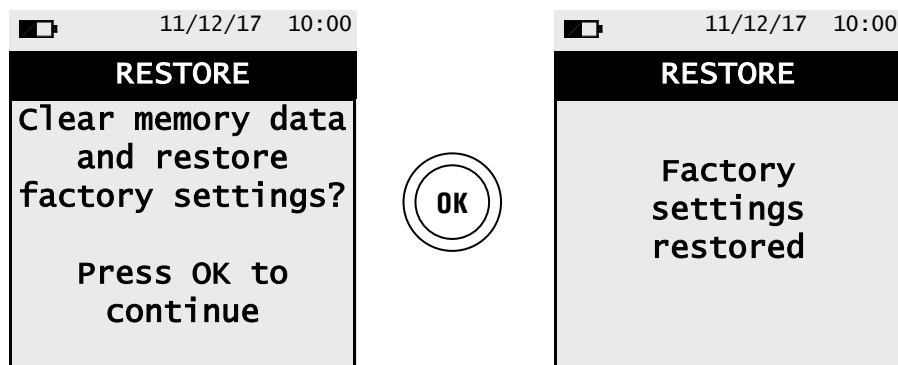 11/12/17 10:00
RESTORE
Clear memory data
and restore
factory settings?
Press OK to
continue
OK
11/12/17 10:00
RESTORE
Factory
settings
restored